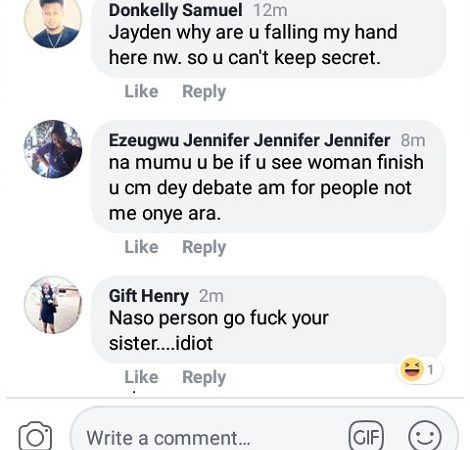 Donkelly Samuel 12m
Jayden why are u falling my hand
here nw. so u can't keep secret.
Like Reply
Ezeugwu Jennifer Jennifer Jennifer 8m
na mumu u be if u see woman finish
u cm dey debate am for people not
me onye ara.
Like Reply
Gift Henry 2m
Naso person go fuck your
sister....idiot
1
Like Reply
Write a comment...
GIF